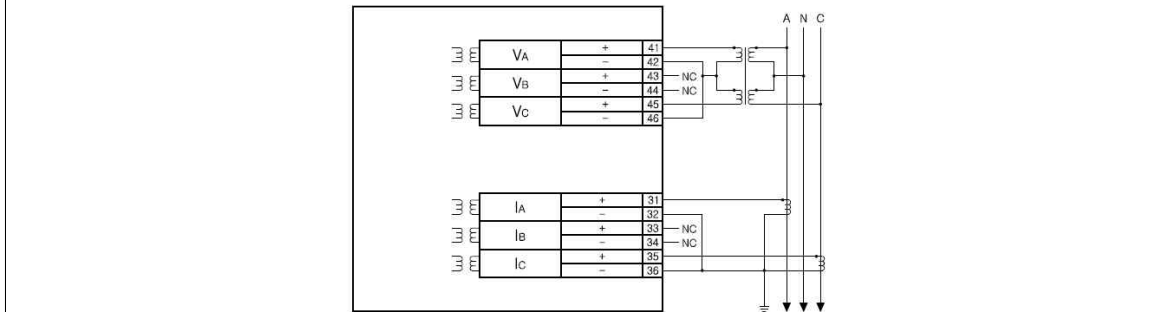 A N C
VA + 41
− 42
VB + 43 NC
− 44 NC
VC + 45
− 46
IA + 31
− 32
IB + 33 NC
− 34 NC
IC + 35
− 36